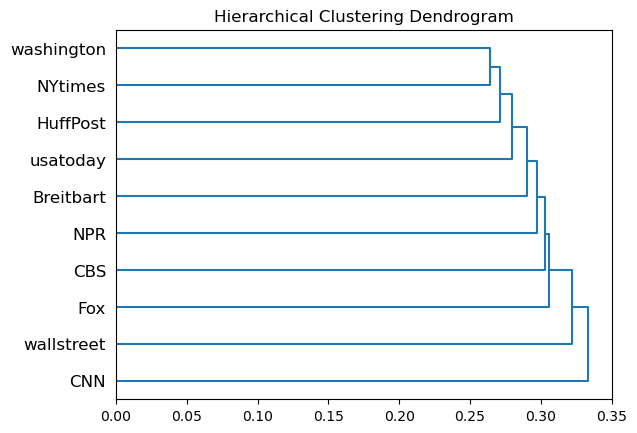 Hierarchical Clustering Dendrogram
washington
NYtimes
HuffPost
usatoday
Breitbart
NPR
CBS
Fox
wallstreet
CNN
0.00 0.05 0.10 0.15 0.20 0.25 0.30 0.35